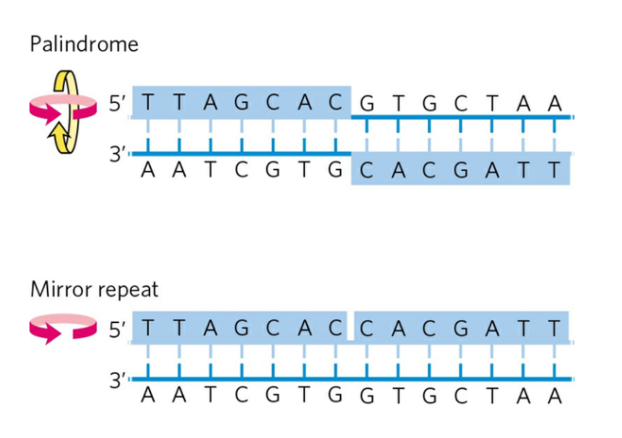 Palindrome
5′ T T A G C A C G T G C T A A
3′
A A T C G T G C A C G A T T
Mirror repeat
5′ T T A G C A C C A C G A T T
3′
A A T C G T G G T G C T A A